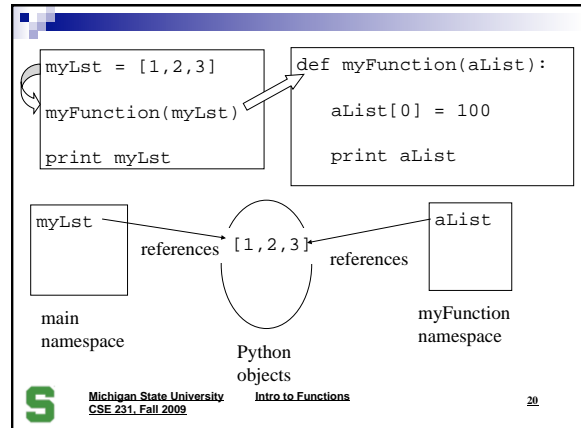 myLst = [1,2,3]
myFunction(myLst)
print myLst
def myFunction(aList):
aList[0] = 100
print aList
myLst
references
[1,2,3]
references
aList
main
namespace
Python
objects
myFunction
namespace
S
Michigan State University Intro to Functions
CSE 231, Fall 2009
20